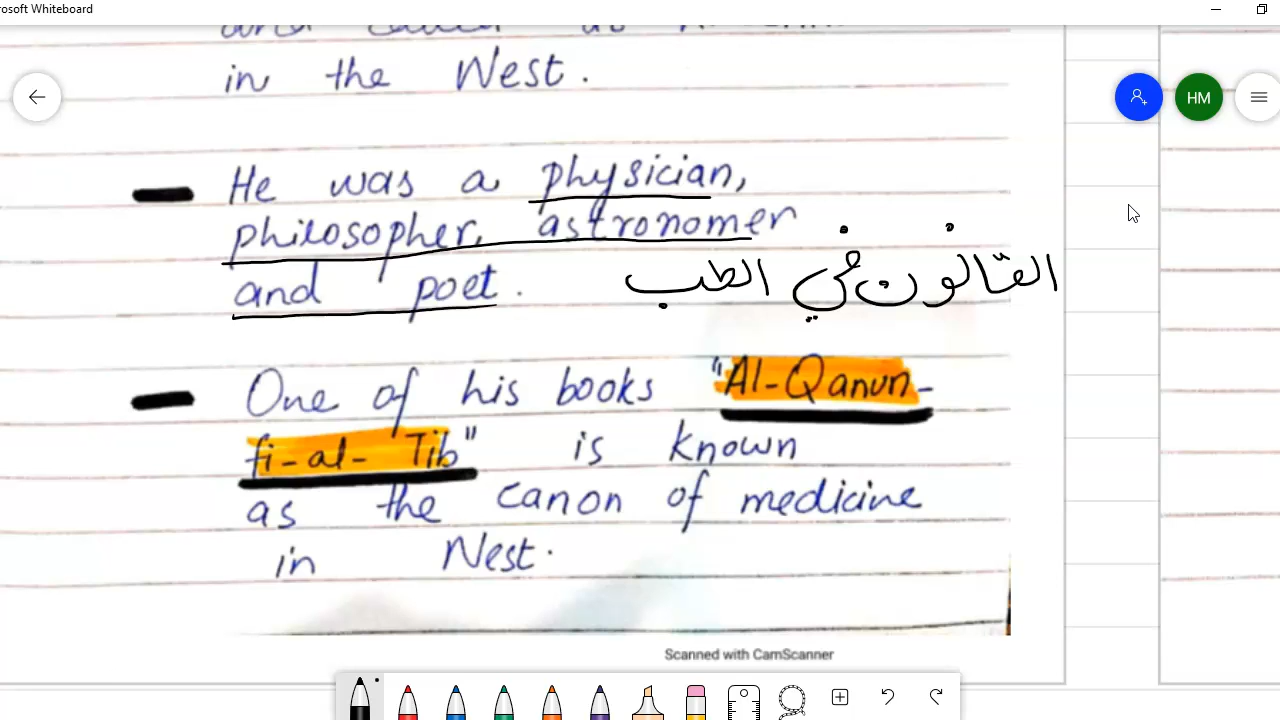 rosoft Whiteboard
in the West.
HM
He was a physician,
philosopher, astronomer
and poet.
القانون في الطب
One of his books "Al-Qanun-
fi-al-Tib" is known
as the canon of medicine
in West.
Scanned with CamScanner